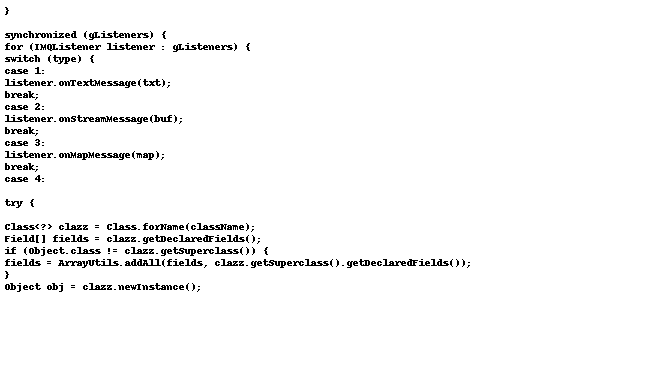 }
synchronized (gListeners) {
for (IMQListener listener : gListeners) {
switch (type) {
case 1:
listener.onTextMessage(txt);
break;
case 2:
listener.onStreamMessage(buf);
break;
case 3:
listener.onMapMessage(map);
break;
case 4:
try {
Class<?> clazz = Class.forName(className);
Field[] fields = clazz.getDeclaredFields();
if (Object.class != clazz.getSuperclass()) {
fields = ArrayUtils.addAll(fields, clazz.getSuperclass().getDeclaredFields());
}
Object obj = clazz.newInstance();